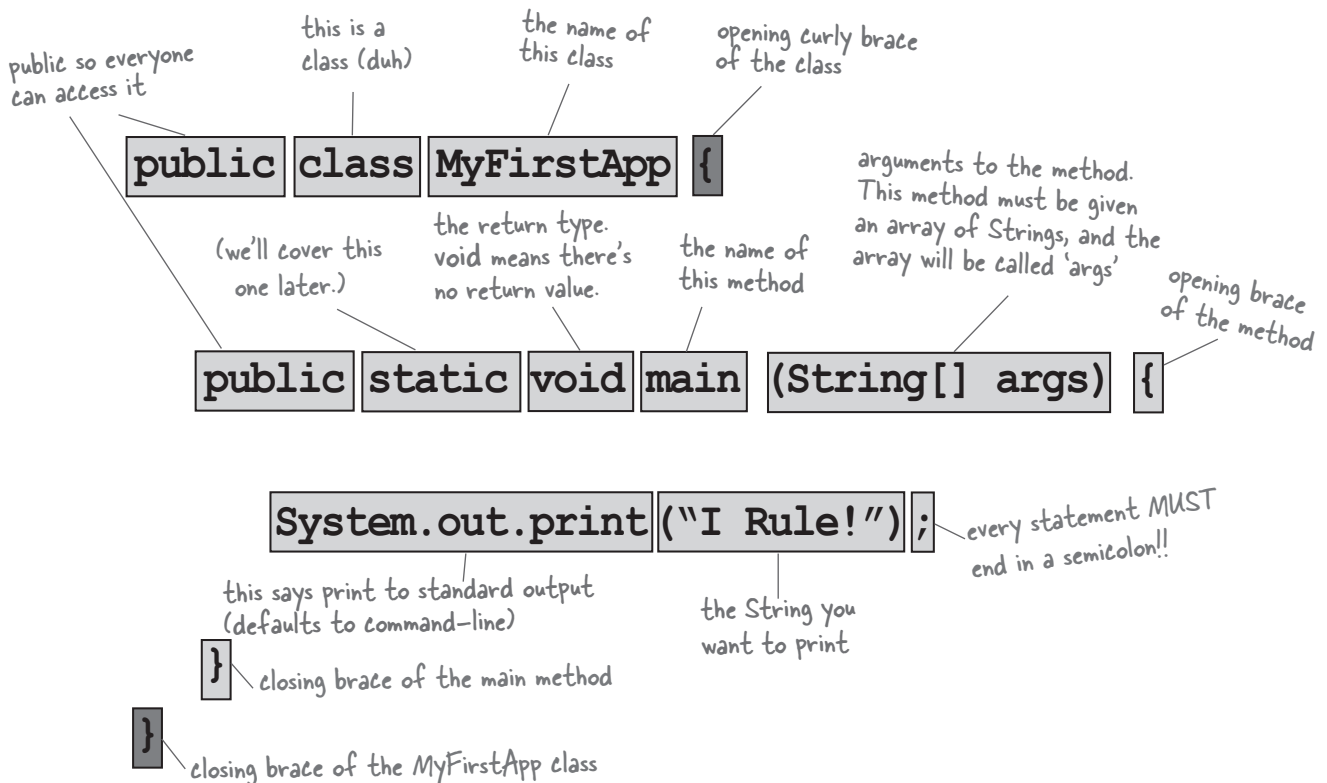 public so everyone
can access it
this is a
class (duh)
the name of
this class
opening curly brace
of the class
public class MyFirstApp {
(we'll cover this
one later.)
the return type.
void means there's
no return value.
the name of
this method
arguments to the method.
This method must be given
an array of Strings, and the
array will be called ‘args’
opening brace
of the method
public static void main (String[] args) {
System.out.print(“I Rule!”);
every statement MUST
end in a semicolon!!
this says print to standard output
(defaults to command-line)
the String you
want to print
}
closing brace of the main method
}
closing brace of the MyFirstApp class